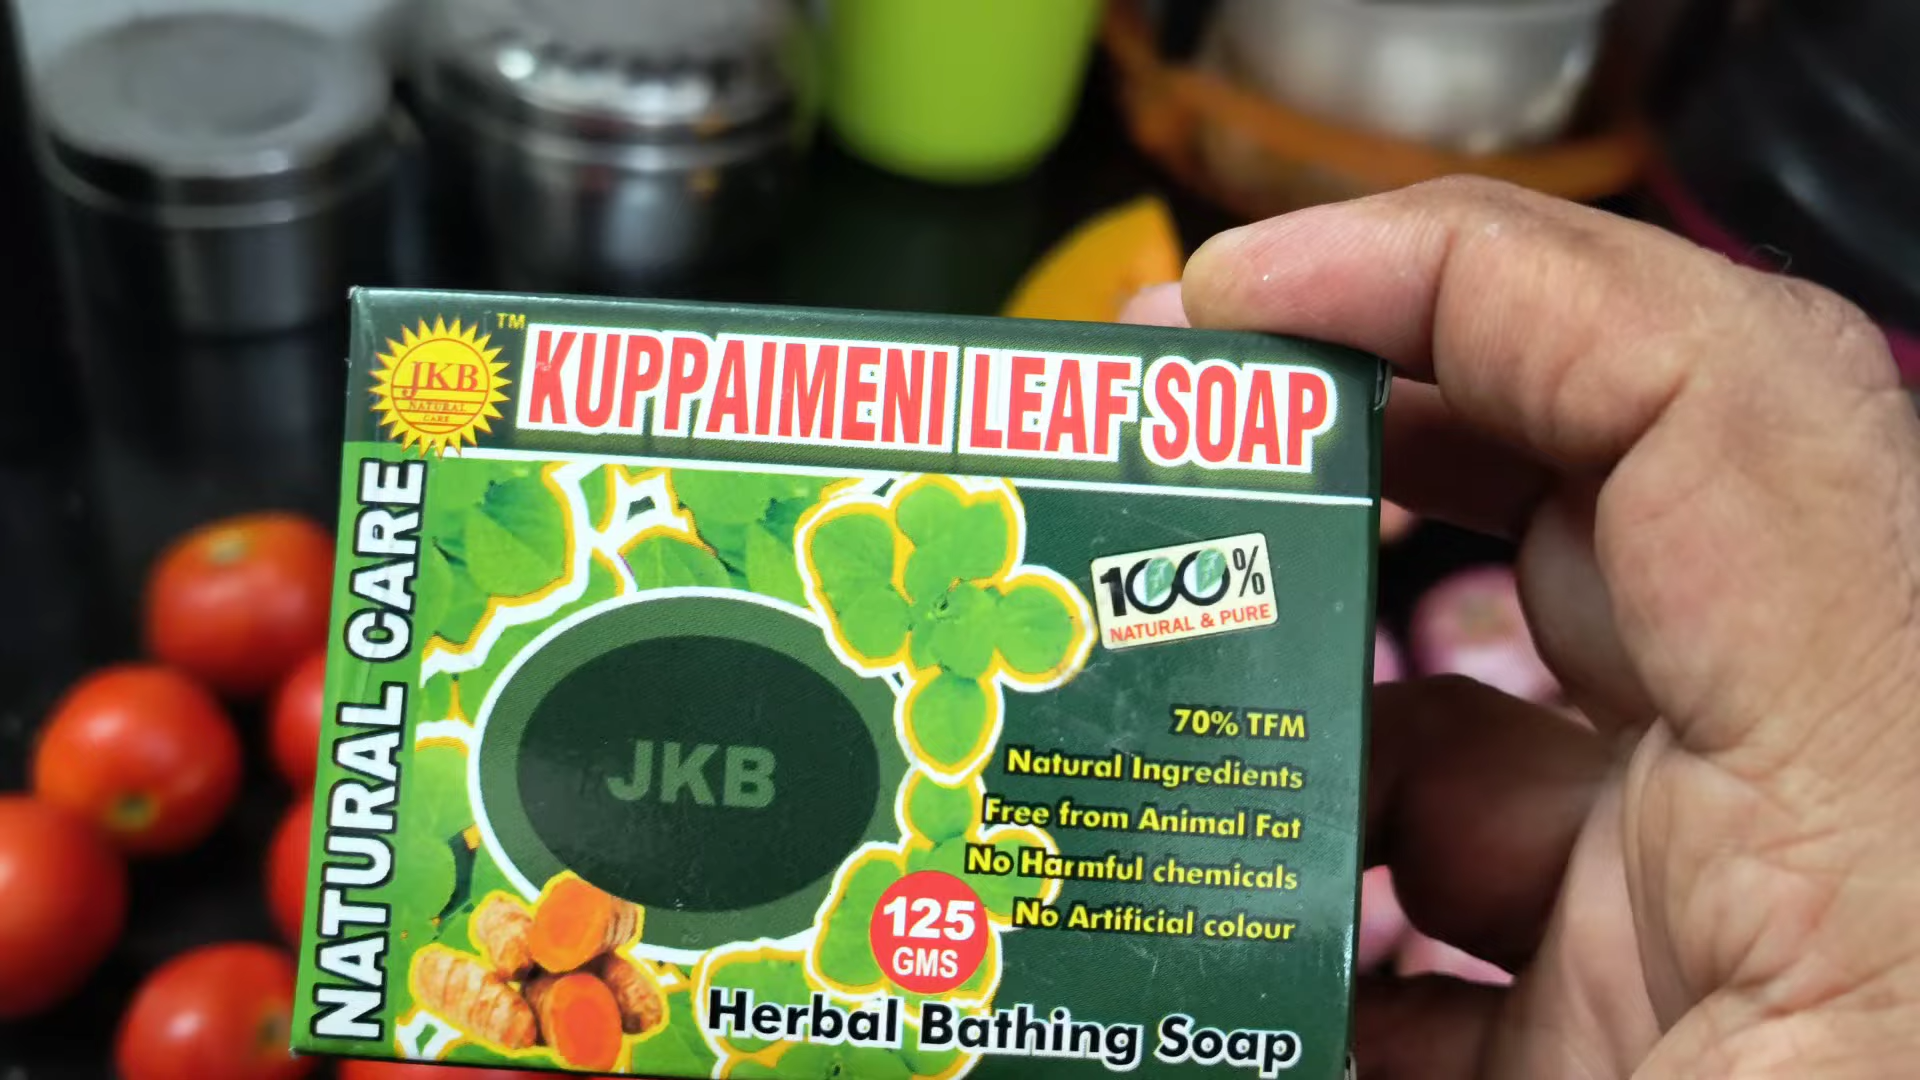 TM
JKB
NATURAL
CARE
KUPPAIMENI LEAF SOAP
NATURAL CARE
100%
NATURAL & PURE
JKB
70% TFM
Natural Ingredients
Free from Animal Fat
No Harmful chemicals
No Artificial colour
125
GMS
Herbal Bathing Soap